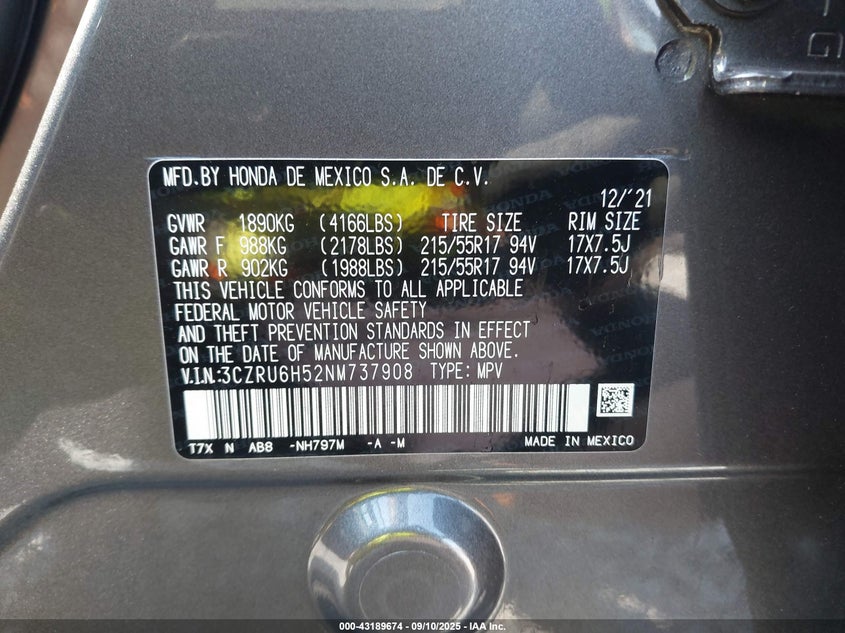 MFD.BY HONDA DE MEXICO S.A. DE C.V.
12/'21
GVWR 1890KG (4166LBS) TIRE SIZE RIM SIZE
GAWR F 988KG (2178LBS) 215/55R17 94V 17X7.5J
GAWR R 902KG (1988LBS) 215/55R17 94V 17X7.5J
THIS VEHICLE CONFORMS TO ALL APPLICABLE
FEDERAL MOTOR VEHICLE SAFETY
AND THEFT PREVENTION STANDARDS IN EFFECT
ON THE DATE OF MANUFACTURE SHOWN ABOVE.
V.I.N:3CZRU6H52NM737908 TYPE: MPV
T7X N AB8 -NH797M -A -M MADE IN MEXICO
000-43189674 - 09/10/2025 - IAA Inc.